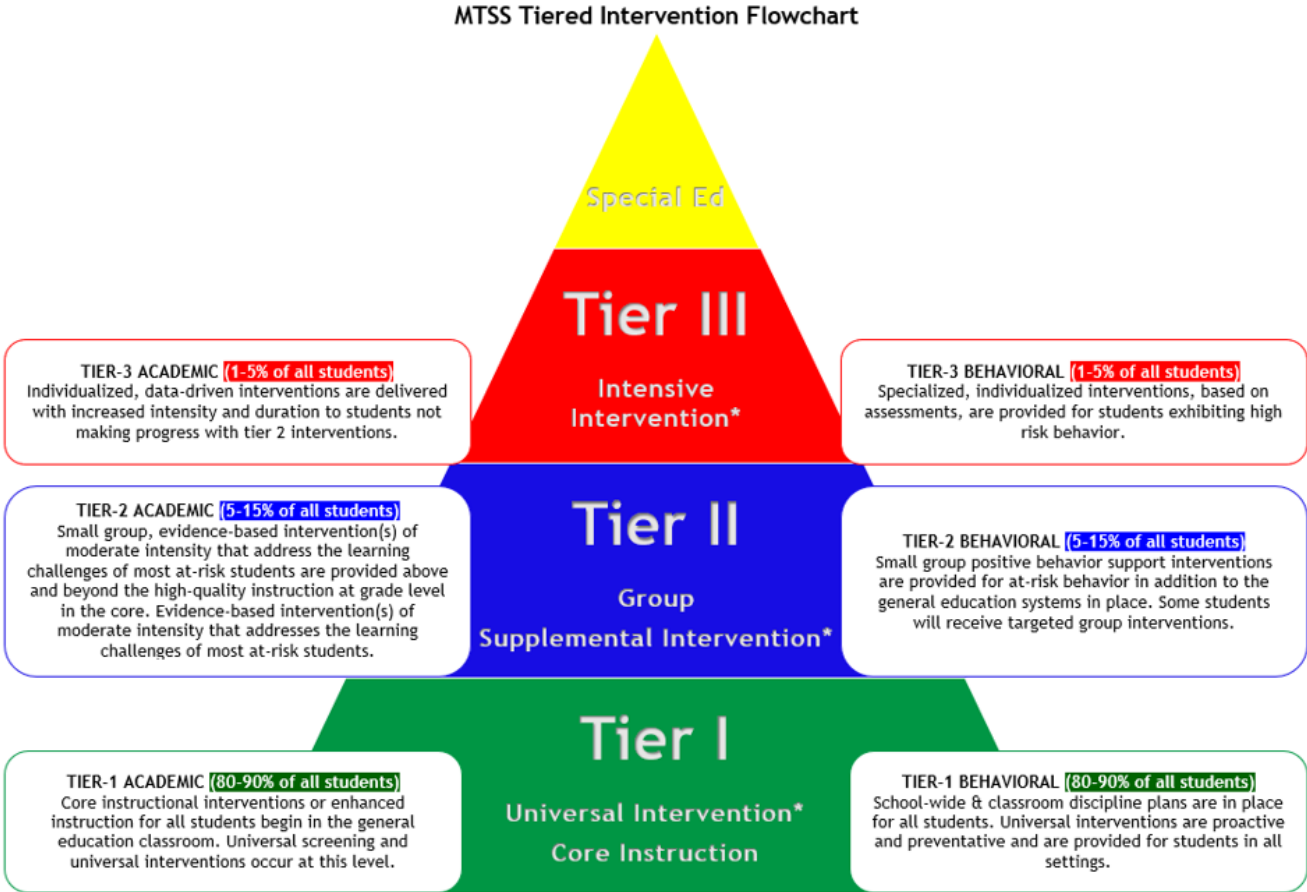 MTSS Tiered Intervention Flowchart
Special Ed
Tier III
Intensive
Intervention*
TIER-3 ACADEMIC (1-5% of all students)
Individualized, data-driven interventions are delivered
with increased intensity and duration to students not
making progress with tier 2 interventions.
TIER-3 BEHAVIORAL (1-5% of all students)
Specialized, individualized interventions, based on
assessments, are provided for students exhibiting high
risk behavior.
Tier II
Group
Supplemental Intervention*
TIER-2 ACADEMIC (5-15% of all students)
Small group, evidence-based intervention(s) of
moderate intensity that address the learning
challenges of most at-risk students are provided above
and beyond the high-quality instruction at grade level
in the core. Evidence-based intervention(s) of
moderate intensity that addresses the learning
challenges of most at-risk students.
TIER-2 BEHAVIORAL (5-15% of all students)
Small group positive behavior support interventions
are provided for at-risk behavior in addition to the
general education systems in place. Some students
will receive targeted group interventions.
Tier I
Universal Intervention*
Core Instruction
TIER-1 ACADEMIC (80-90% of all students)
Core instructional interventions or enhanced
instruction for all students begin in the general
education classroom. Universal screening and
universal interventions occur at this level.
TIER-1 BEHAVIORAL (80-90% of all students)
School-wide & classroom discipline plans are in place
for all students. Universal interventions are proactive
and preventative and are provided for students in all
settings.